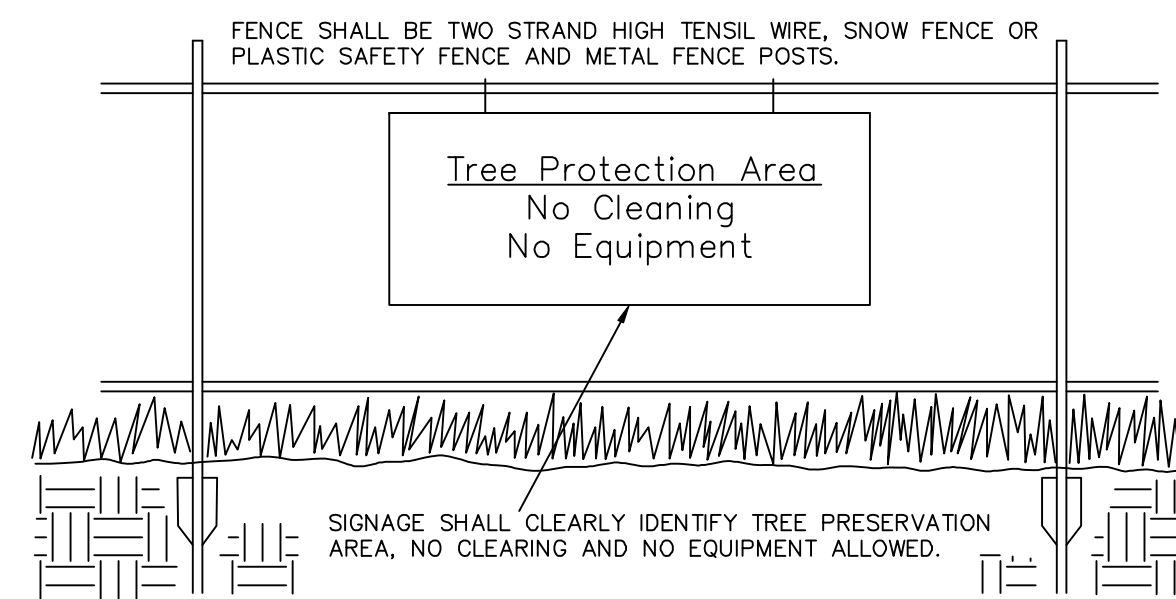 FENCE SHALL BE TWO STRAND HIGH TENSIL WIRE, SNOW FENCE OR
PLASTIC SAFETY FENCE AND METAL FENCE POSTS.
Tree Protection Area
No Cleaning
No Equipment
SIGNAGE SHALL CLEARLY IDENTIFY TREE PRESERVATION
AREA, NO CLEARING AND NO EQUIPMENT ALLOWED.